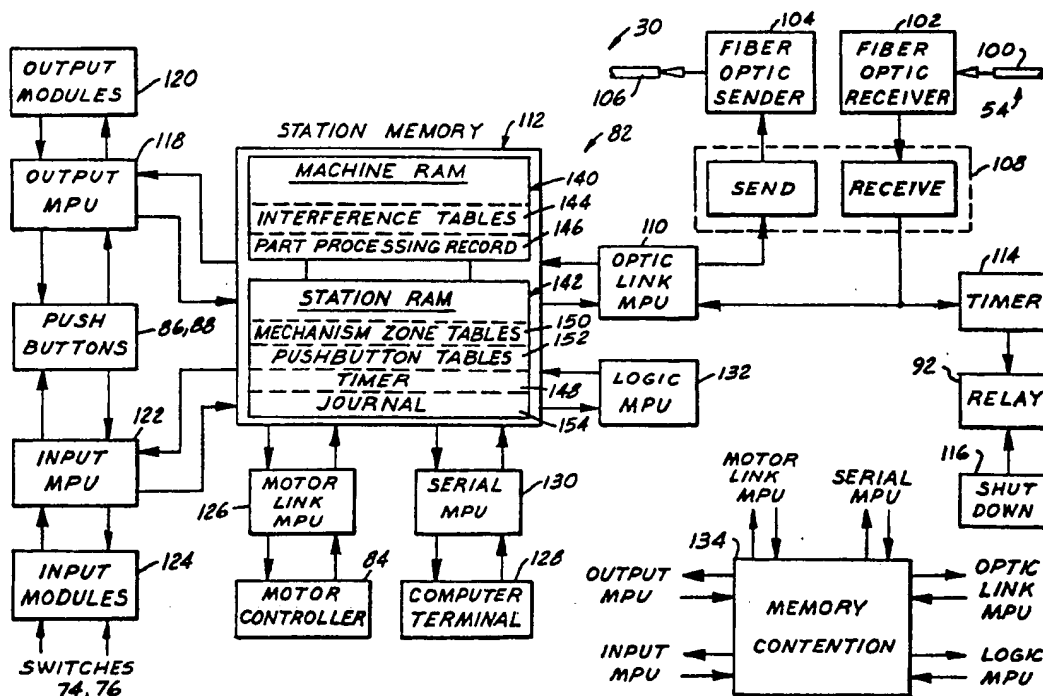 OUTPUT
MODULES
120
118
OUTPUT
MPU
PUSH
BUTTONS
86,88
122
INPUT
MPU
INPUT
MODULES
124
SWITCHES
74,76
STATION MEMORY
112
82
MACHINE RAM
140
INTERFERENCE TABLES
144
PART PROCESSING RECORD
146
STATION RAM
142
MECHANISM ZONE TABLES
150
PUSHBUTTON TABLES
152
TIMER
148
JOURNAL
154
126
MOTOR
LINK
MPU
SERIAL
MPU
130
84
MOTOR
CONTROLLER
128
COMPUTER
TERMINAL
30
106
104
FIBER
OPTIC
SENDER
102
FIBER
OPTIC
RECEIVER
100
54
SEND
RECEIVE
108
110
OPTIC
LINK
MPU
114
TIMER
LOGIC
MPU
132
92
RELAY
116
SHUT
DOWN
MOTOR
LINK
MPU
SERIAL
MPU
134
MEMORY
CONTENTION
OUTPUT
MPU
INPUT
MPU
OPTIC
LINK
MPU
LOGIC
MPU